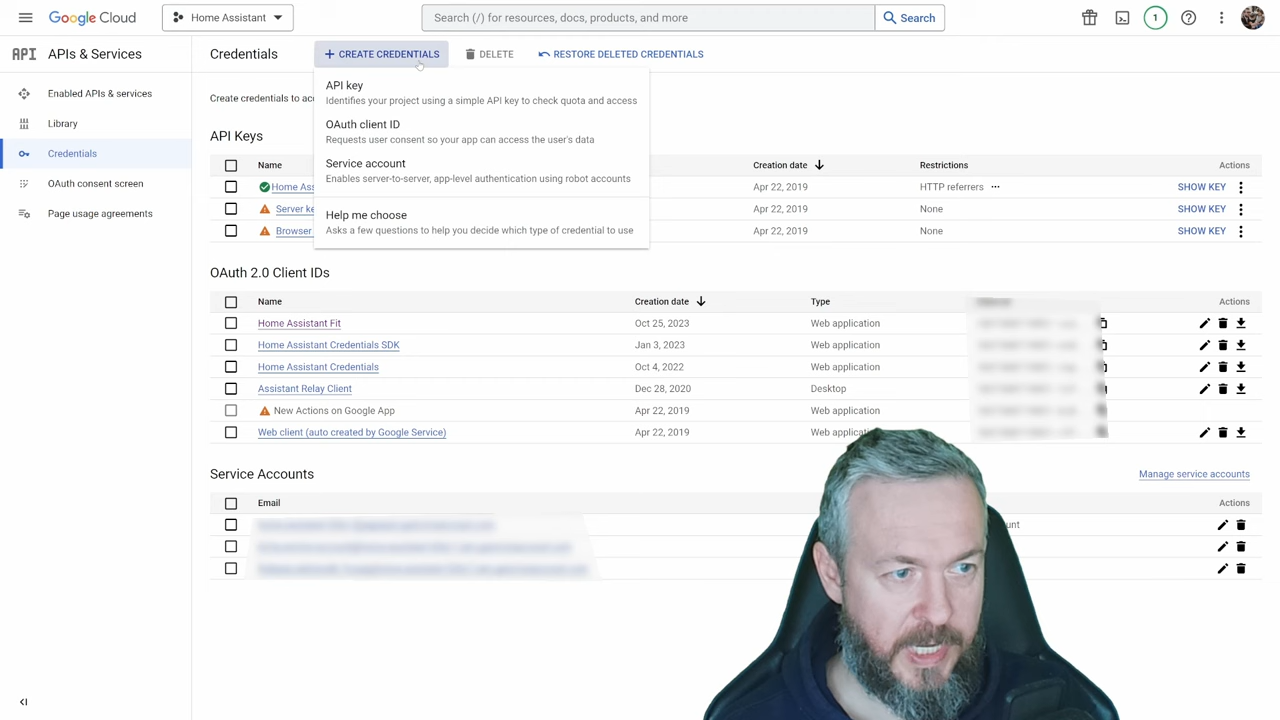 Google Cloud
Home Assistant
Search (/) for resources, docs, products, and more
Search
1
API
APIs & Services
Credentials
+ CREATE CREDENTIALS
DELETE
RESTORE DELETED CREDENTIALS
Enabled APIs & services
Library
Credentials
OAuth consent screen
Page usage agreements
Create credentials to
API key
Identifies your project using a simple API key to check quota and access
OAuth client ID
Requests user consent so your app can access the user's data
Service account
Enables server-to-server, app-level authentication using robot accounts
Help me choose
Asks a few questions to help you decide which type of credential to use
API Keys
Name
Creation date
Restrictions
Actions
Home
Apr 22, 2019
HTTP referrers
SHOW KEY
Server
Apr 22, 2019
None
SHOW KEY
Browser
Apr 22, 2019
None
SHOW KEY
OAuth 2.0 Client IDs
Name
Creation date
Type
Actions
Home Assistant Fit
Oct 25, 2023
Web application
Home Assistant Credentials SDK
Jan 3, 2023
Web application
Home Assistant Credentials
Oct 4, 2022
Web application
Assistant Relay Client
Dec 28, 2020
Desktop
New Actions on Google App
Apr 22, 2019
Web application
Web client (auto created by Google Service)
Apr 22, 2019
Web
Service Accounts
Manage service accounts
Email
Actions